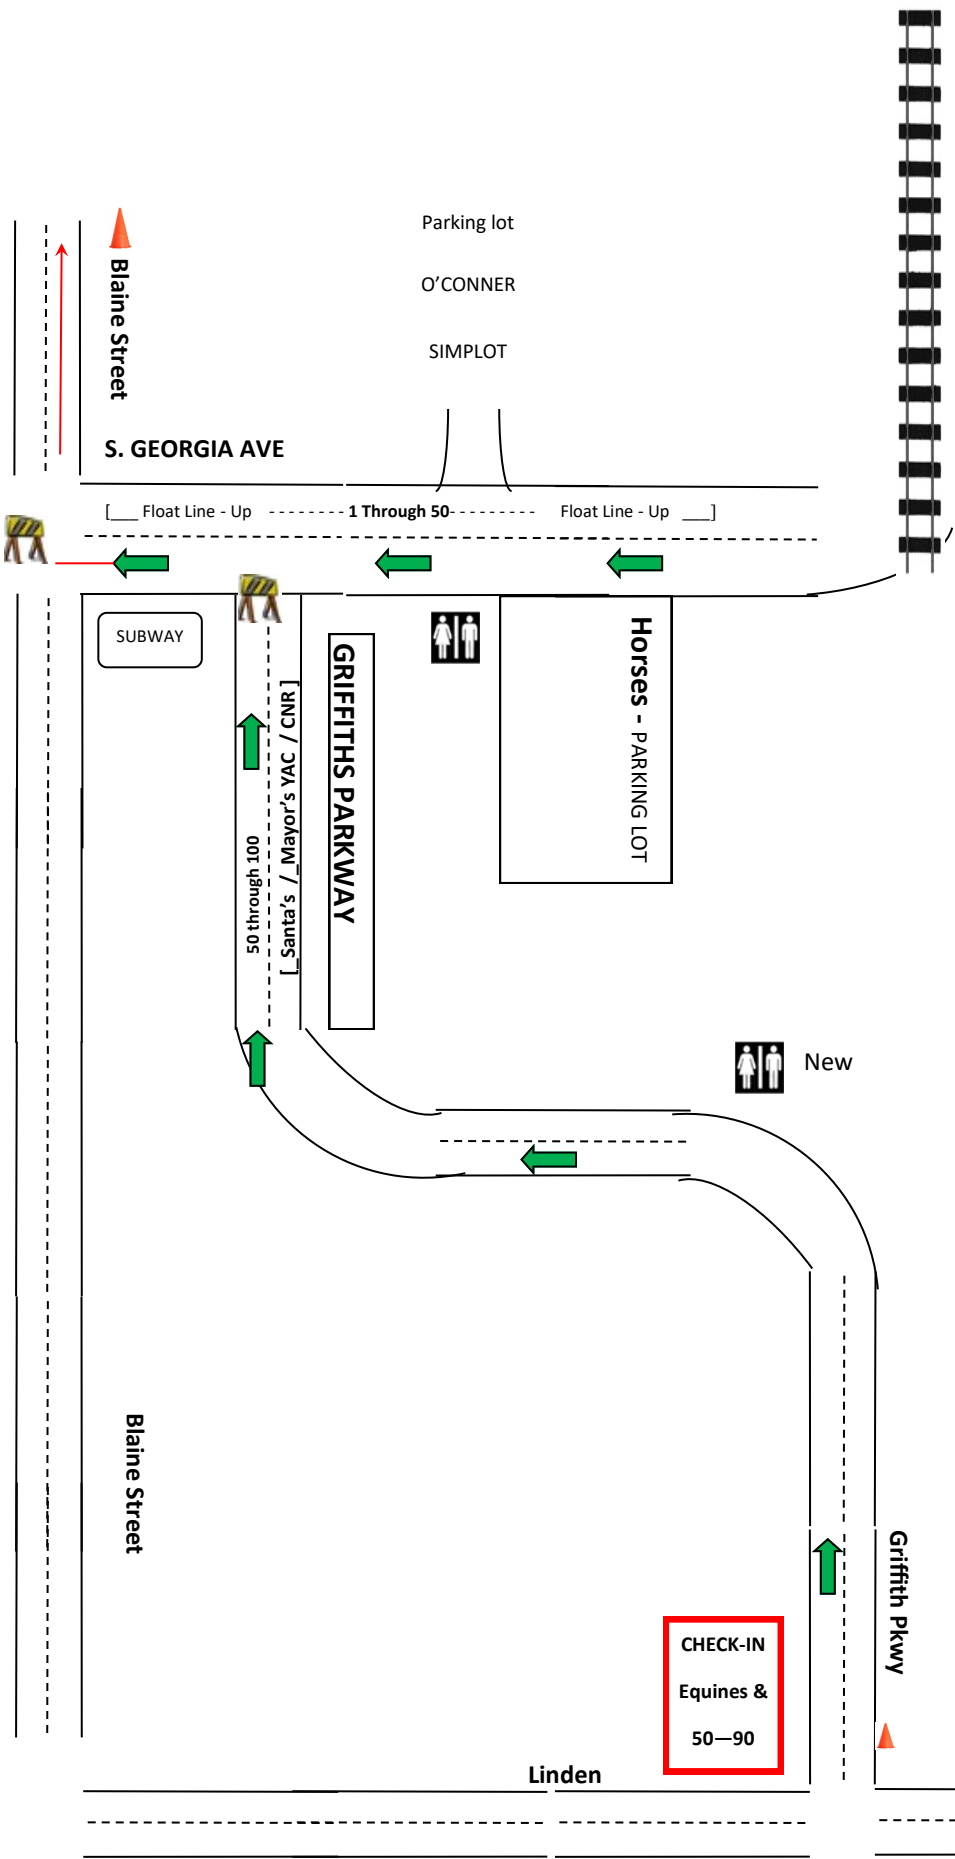 Parking lot
O'CONNER
SIMPLOT
Blaine Street
S. GEORGIA AVE
[___ Float Line - Up -------- 1 Through 50--------- Float Line - Up ___]
SUBWAY
50 through 100
[_Santa's /_Mayor's YAC / CNR ]
GRIFFITHS PARKWAY
Horses - PARKING LOT
New
Blaine Street
Griffith Pkwy
CHECK-IN
Equines &
50—90
Linden